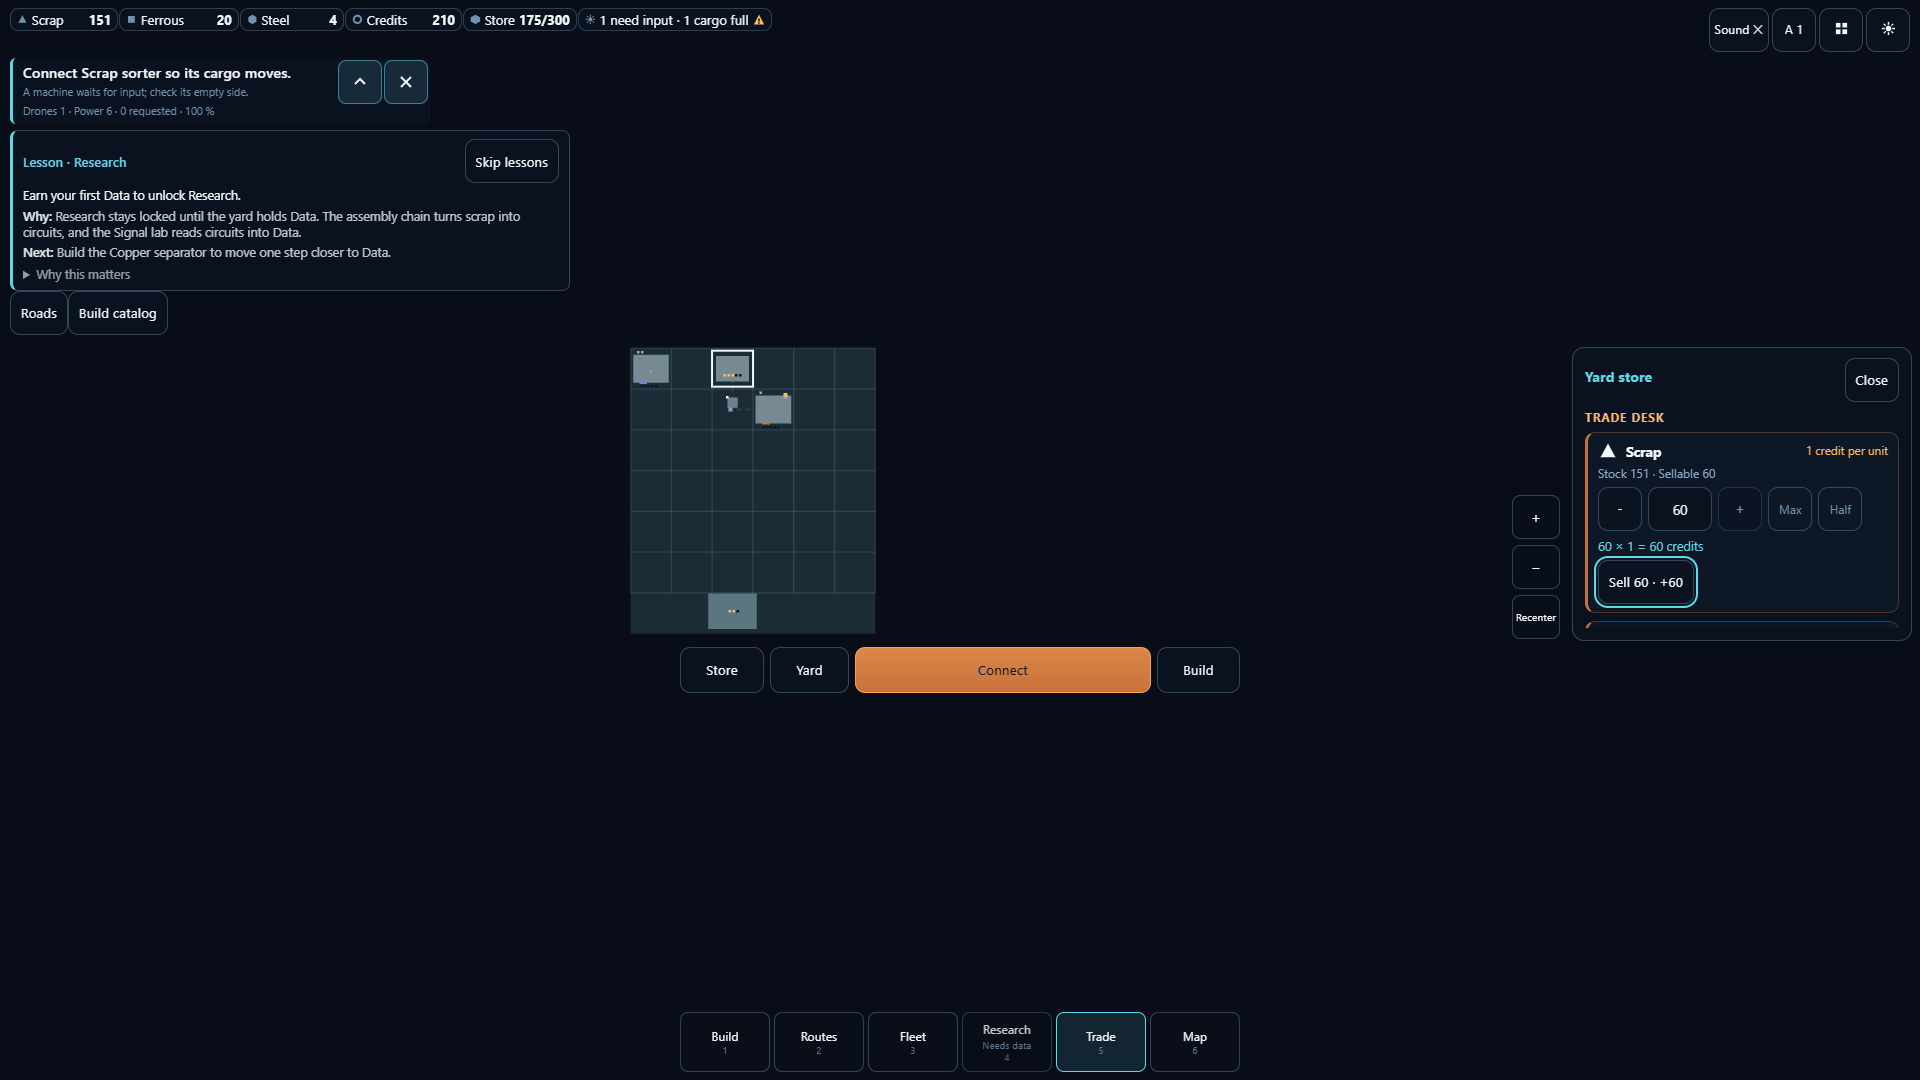 Scrap 151 Ferrous 20 Steel 4 Credits 210 Store 175/300 1 need input · 1 cargo full
Sound A 1
Connect Scrap sorter so its cargo moves.
A machine waits for input; check its empty side.
Drones 1 · Power 6 · 0 requested · 100 %
Lesson · Research
Skip lessons
Earn your first Data to unlock Research.
Why: Research stays locked until the yard holds Data. The assembly chain turns scrap into
circuits, and the Signal lab reads circuits into Data.
Next: Build the Copper separator to move one step closer to Data.
Why this matters
Roads Build catalog
Yard store
Close
TRADE DESK
Scrap
1 credit per unit
Stock 151 · Sellable 60
- 60 + Max Half
60 × 1 = 60 credits
Sell 60 · +60
+
–
Recenter
Store Yard Connect Build
Build
1
Routes
2
Fleet
3
Research
Needs data
4
Trade
5
Map
6